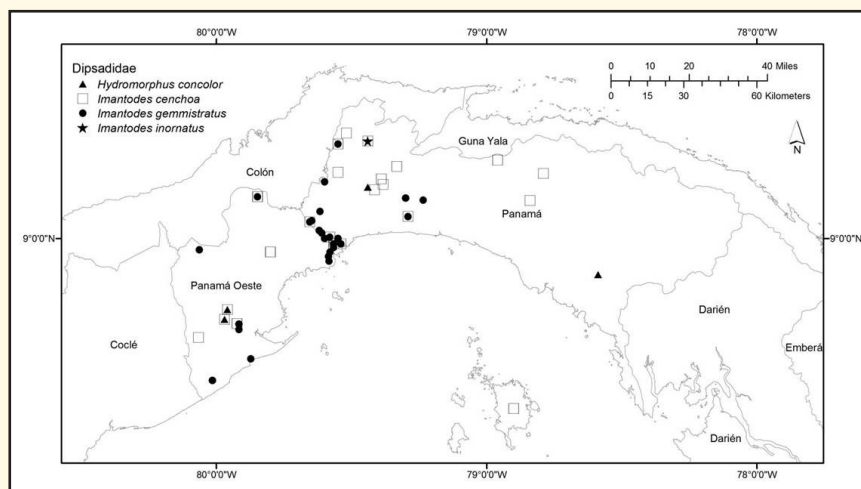 80°0'0"W 79°0'0"W 78°0'0"W
Dipsadidae
Hydromorphus concolor
Imantodes cenchoa
Imantodes gemmistratus
Imantodes inornatus
0 10 20 40 Miles
0 15 30 60 Kilometers
N
Guna Yala
Colón
Panamá
9°0'0"N 9°0'0"N
Panamá Oeste
Darién
Coclé
Emberá
Darién
80°0'0"W 79°0'0"W 78°0'0"W